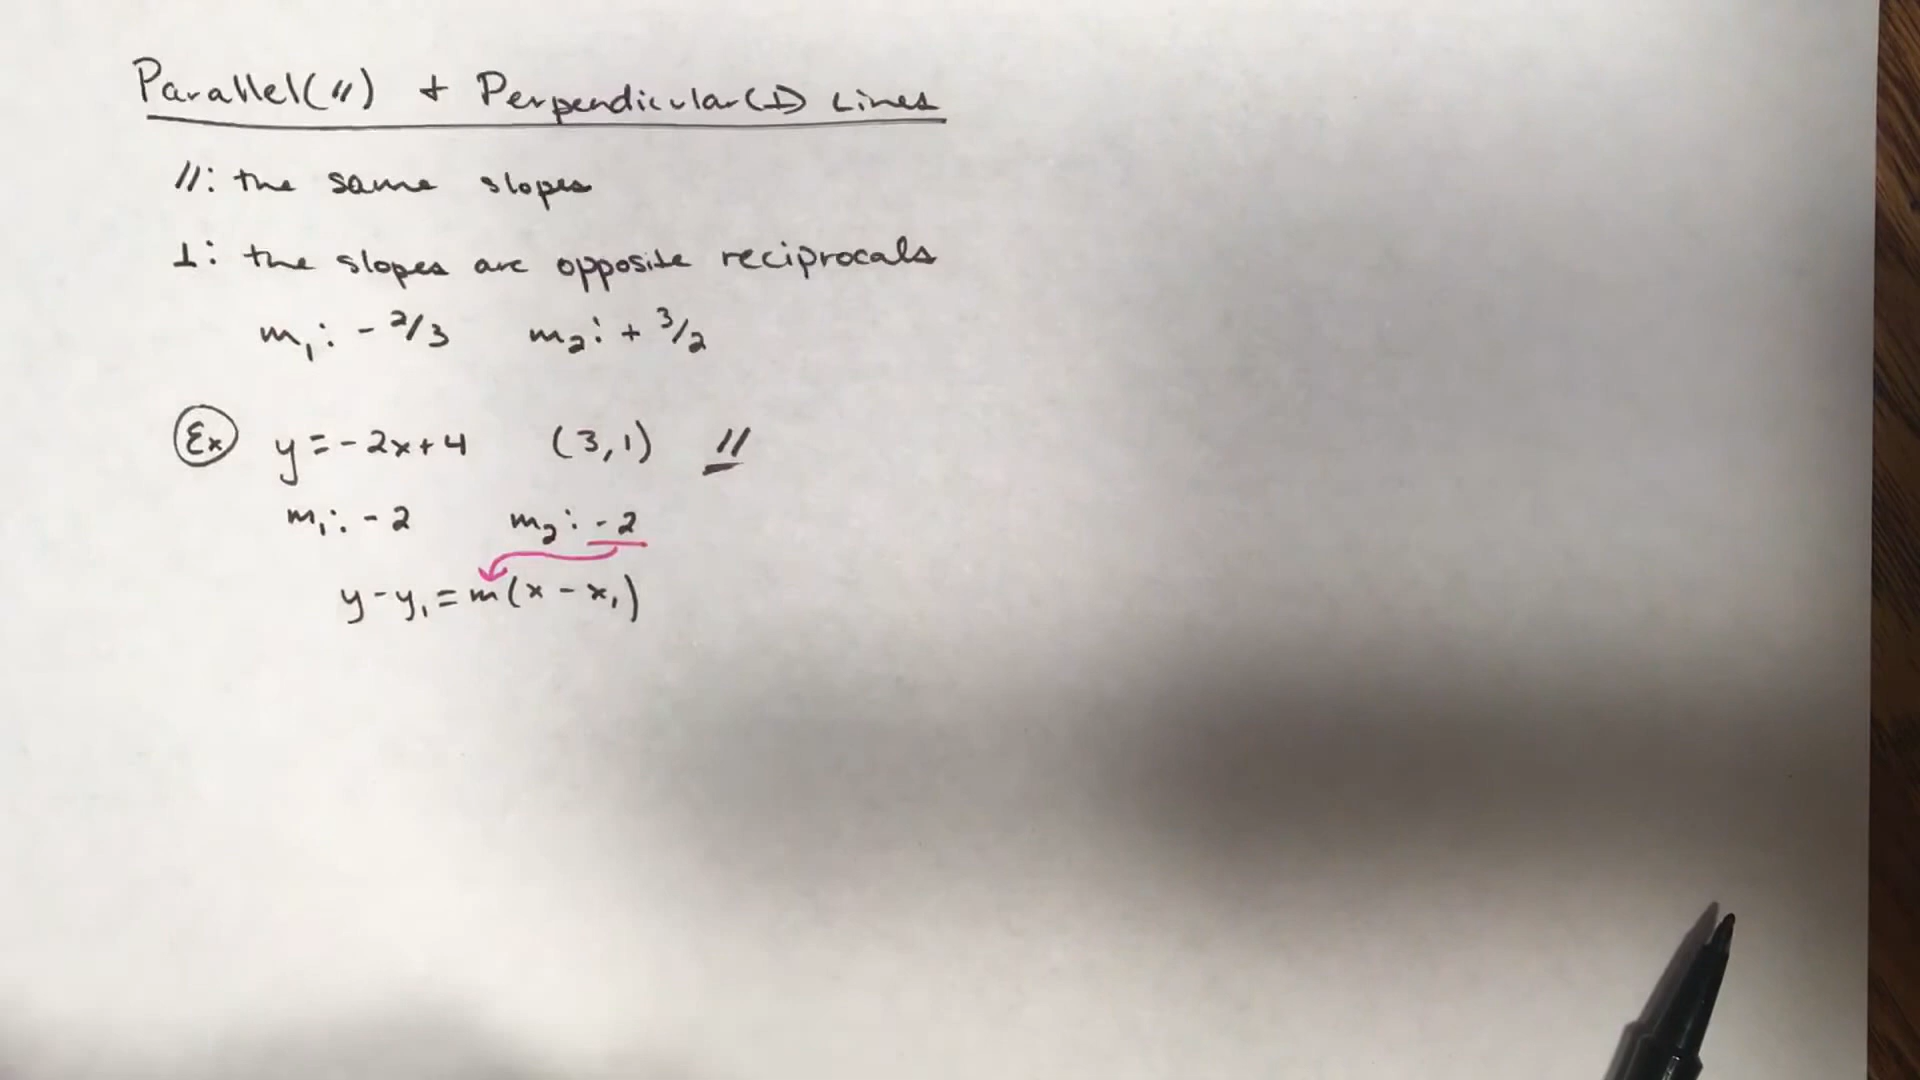 Parallel(//) + Perpendicular(⊥) Lines
//: the same slopes
⊥: the slopes are opposite reciprocals
m₁: - 2/3 m₂: + 3/2
Ex y = -2x+4 (3,1) //
m₁: -2 m₂: -2
y-y₁ = m(x - x₁)